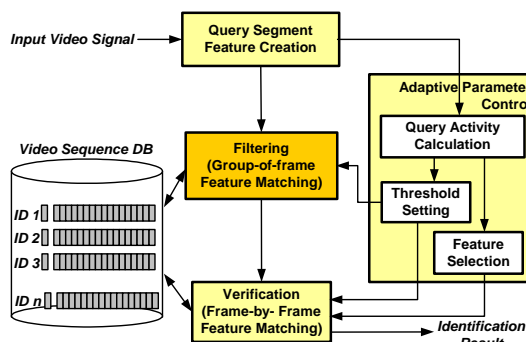 Input Video Signal
Query Segment
Feature Creation
Adaptive Paramete
Contro
Query Activity
Calculation
Video Sequence DB
Filtering
(Group-of-frame
Feature Matching)
Threshold
Setting
ID 1
ID 2
ID 3
Feature
Selection
ID n
Verification
(Frame-by- Frame
Feature Matching)
Identification
Result